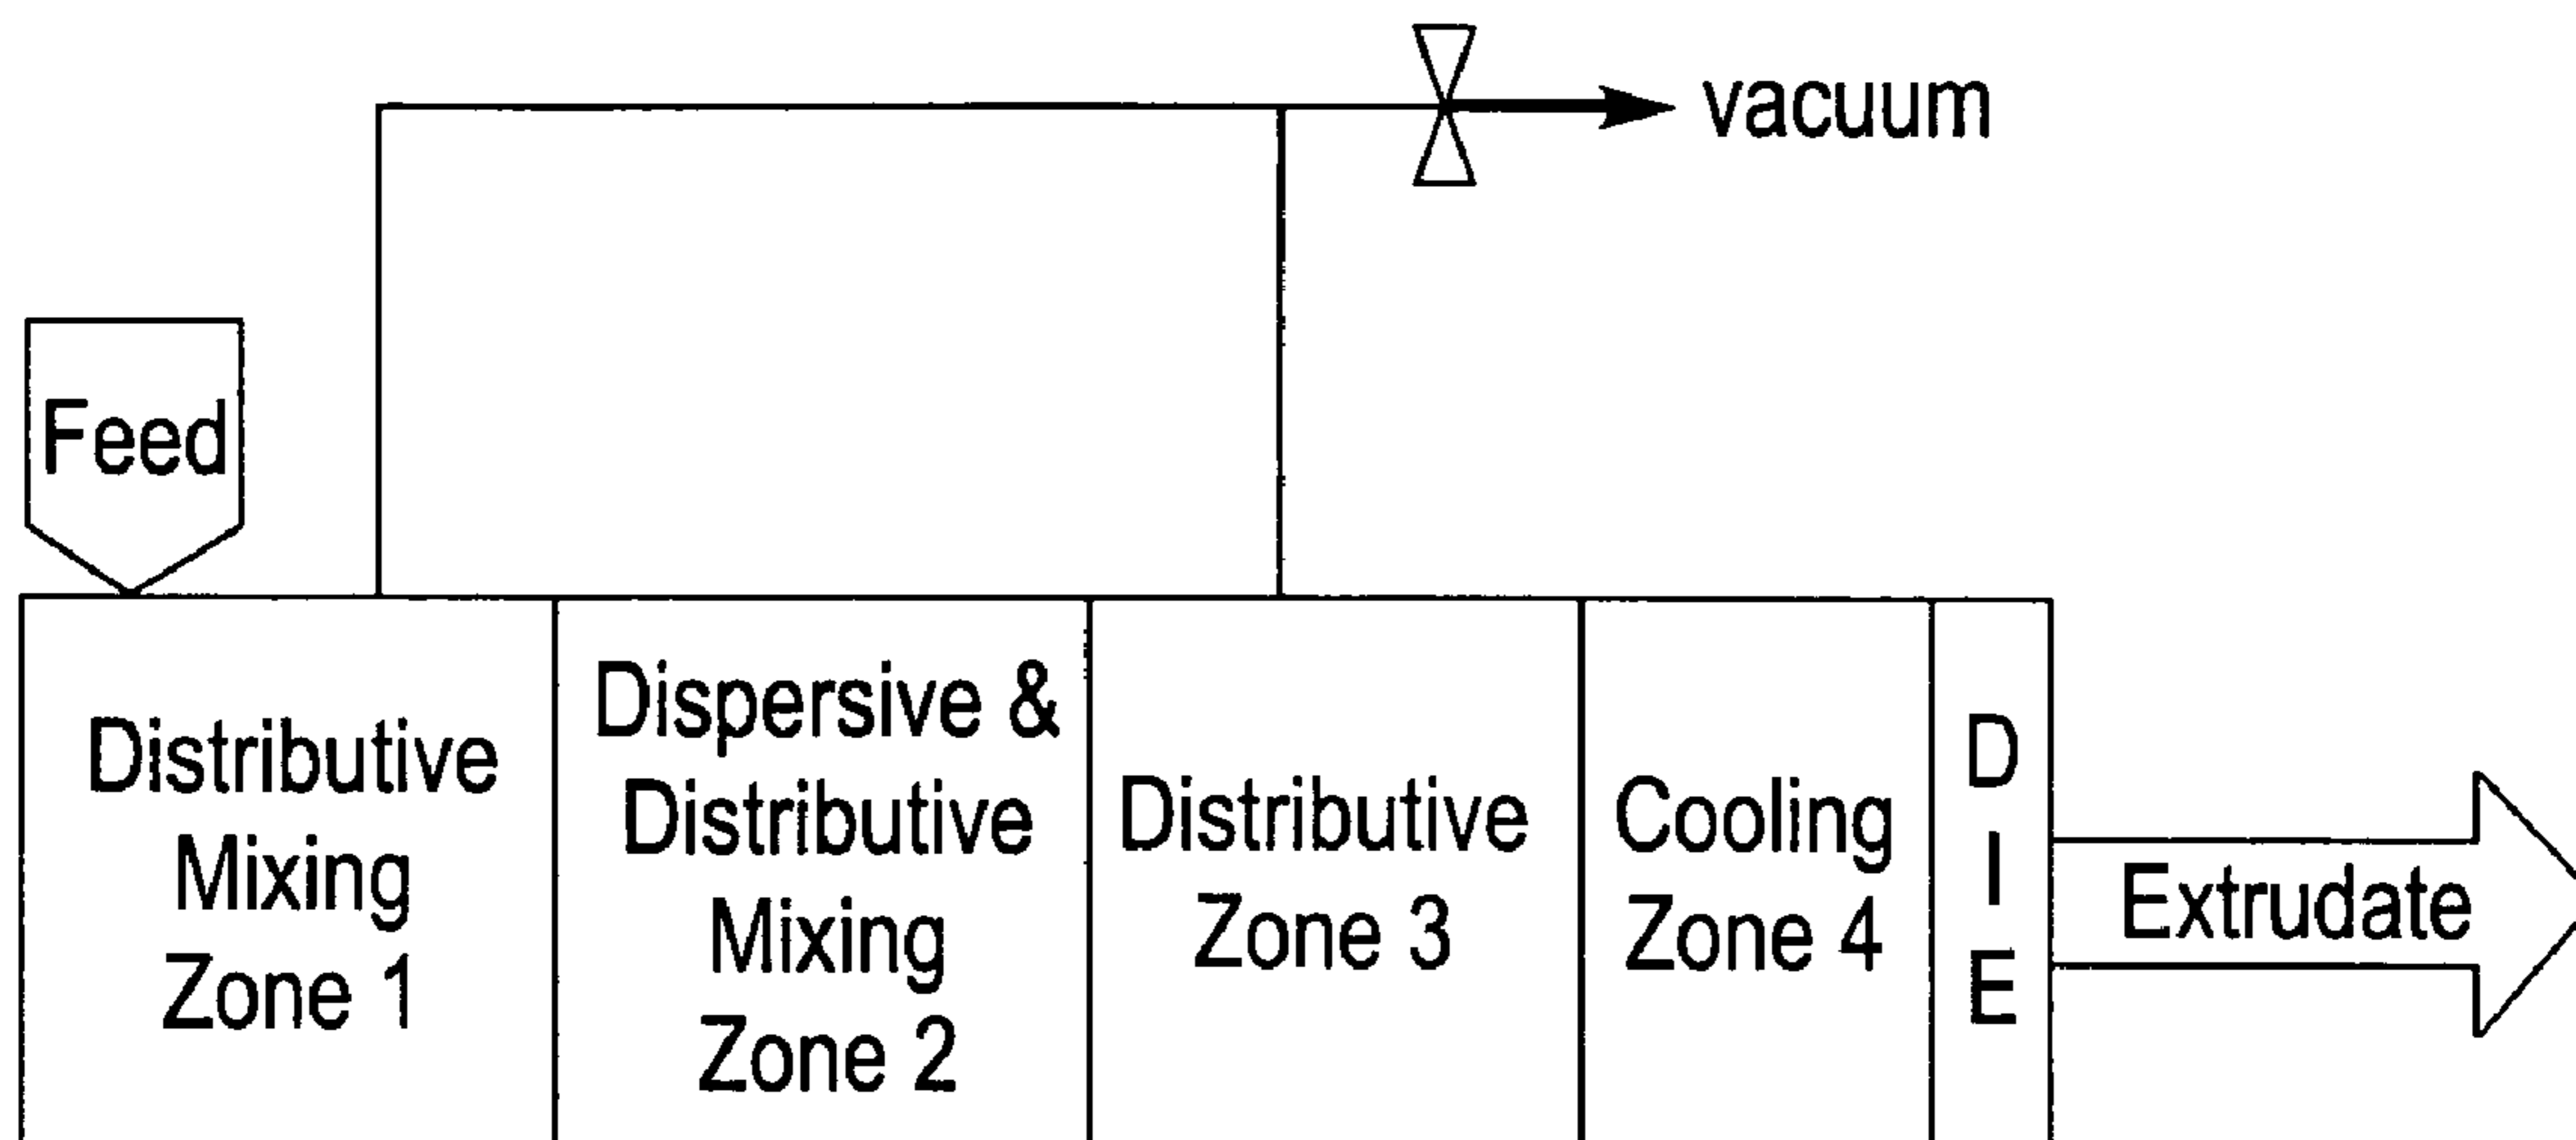 vacuum
Feed
Distributive
Mixing
Zone 1
Dispersive &
Distributive
Mixing
Zone 2
Distributive
Zone 3
Cooling
Zone 4
D
I
E
Extrudate